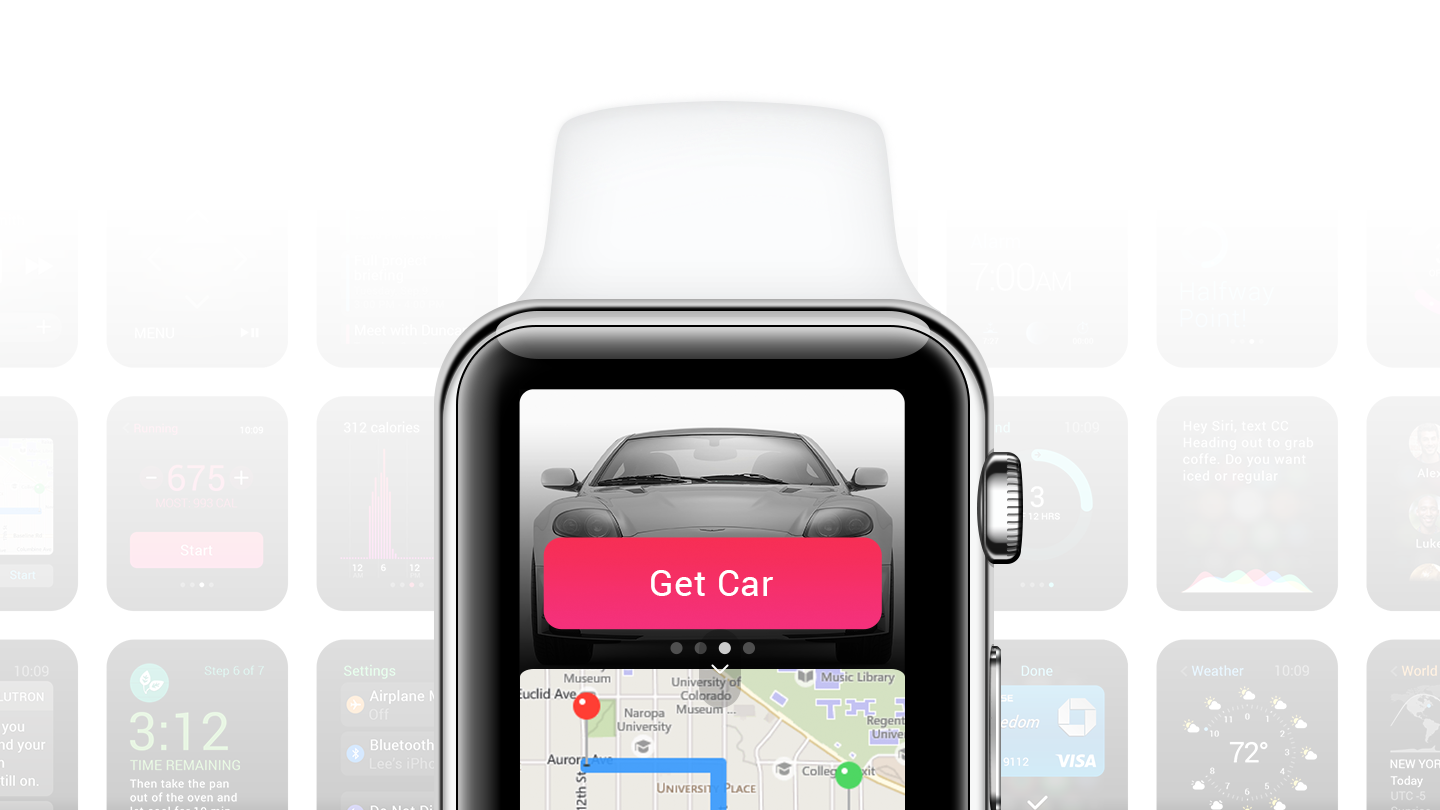 7:00AM
Halfway
Point
MENU
Meet with Dunca
10:09
312 calories
10:09
- 675 +
Start
12
6
12
Start
Hey Siri, text CC
Heading out to grab
coffe. Do you want
iced or regular
3
12 HRS
Alex
Luke
Get Car
10:09
Step 6 of 7
3:12
TIME REMAINING
Then take the pan
out of the oven and
Settings
Airplane M
Off
Bluetooth
Lee's iPho
LUTRON
you
nd your
till on.
Museum
Euclid Ave
University of
Colorado
Museum ...
Music Library
Naropa
University
Regent
Unive
Aurora Ave
12th St
UNIVERSITY PLACE
College
xit
Done
SE
edom
9112
VISA
Weather
10:09
72°
World
NEW YOR
Today
UTC -5